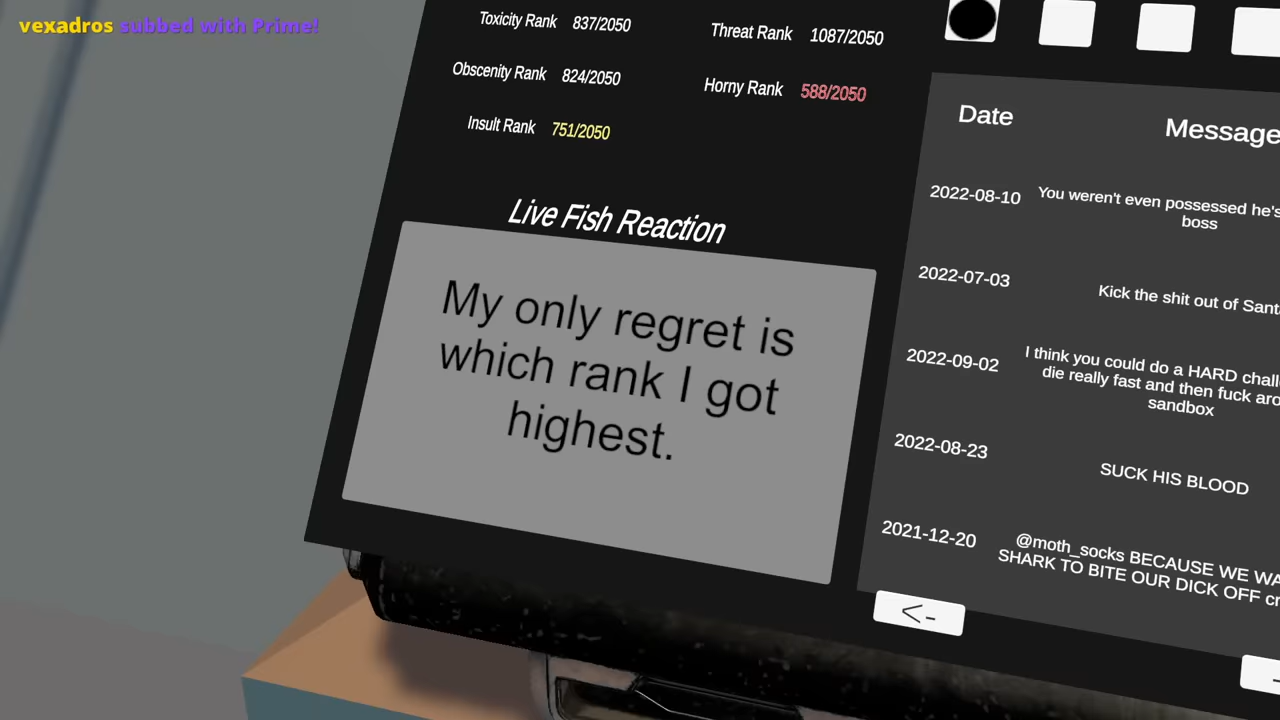 vexadros subbed with Prime!
Toxicity Rank 837/2050
Threat Rank 1087/2050
Obscenity Rank 824/2050
Horny Rank 588/2050
Insult Rank 751/2050
Live Fish Reaction
My only regret is
which rank I got
highest.
Date Message
2022-08-10 You weren't even possessed he's
boss
2022-07-03 Kick the shit out of Sant
2022-09-02 I think you could do a HARD chall
die really fast and then fuck aro
sandbox
2022-08-23 SUCK HIS BLOOD
2021-12-20 @moth_socks BECAUSE WE WA
SHARK TO BITE OUR DICK OFF cr
<-